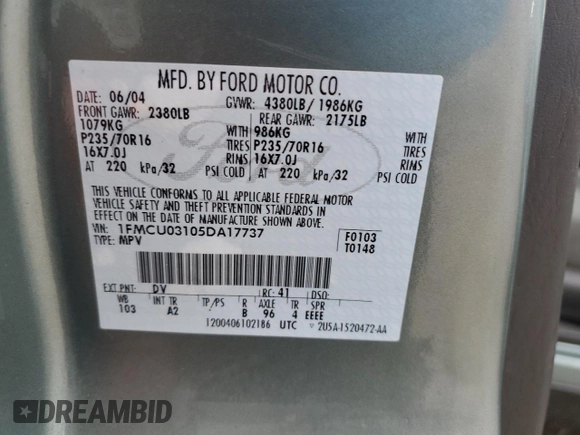 MFD. BY FORD MOTOR CO.
DATE: 06/04 GVWR: 4380LB/ 1986KG
FRONT GAWR: 2380LB REAR GAWR: 2175LB
1079KG WITH 986KG WITH
P235/70R16 TIRES P235/70R16 TIRES
16X7.0J RIMS 16X7.0J RIMS
AT 220 kPa/32 PSI COLD AT 220 kPa/32 PSI COLD
THIS VEHICLE CONFORMS TO ALL APPLICABLE FEDERAL MOTOR
VEHICLE SAFETY AND THEFT PREVENTION STANDARDS IN
EFFECT ON THE DATE OF MANUFACTURE SHOWN ABOVE.
VIN: 1FMCU03105DA17737 F0103
TYPE: MPV T0148
EXT PNT: DV RC: 41 DSO:
WB INT TR TP/PS R AXLE TR SPR
103 A2 B 96 4 EEEE
1200406102186 UTC 2U5A-1520472-AA
Ford
DREAMBID